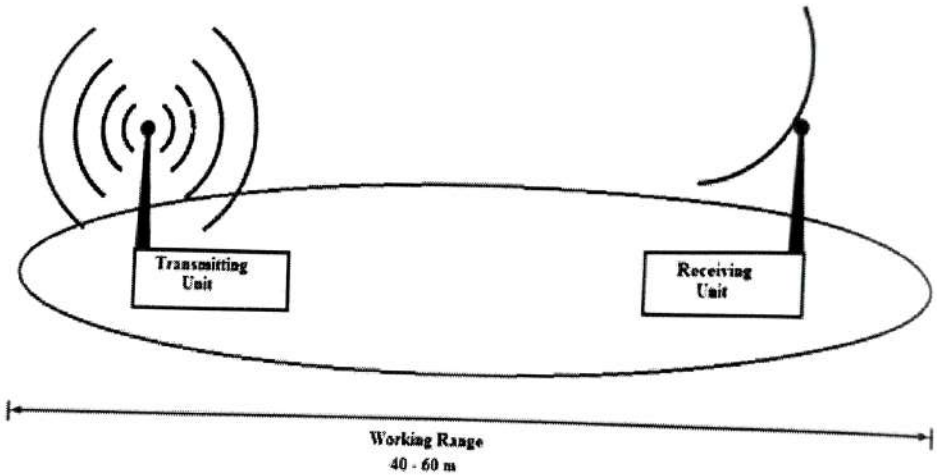 Transmitting
Unit
Receiving
Unit
Working Range
40 - 60 m